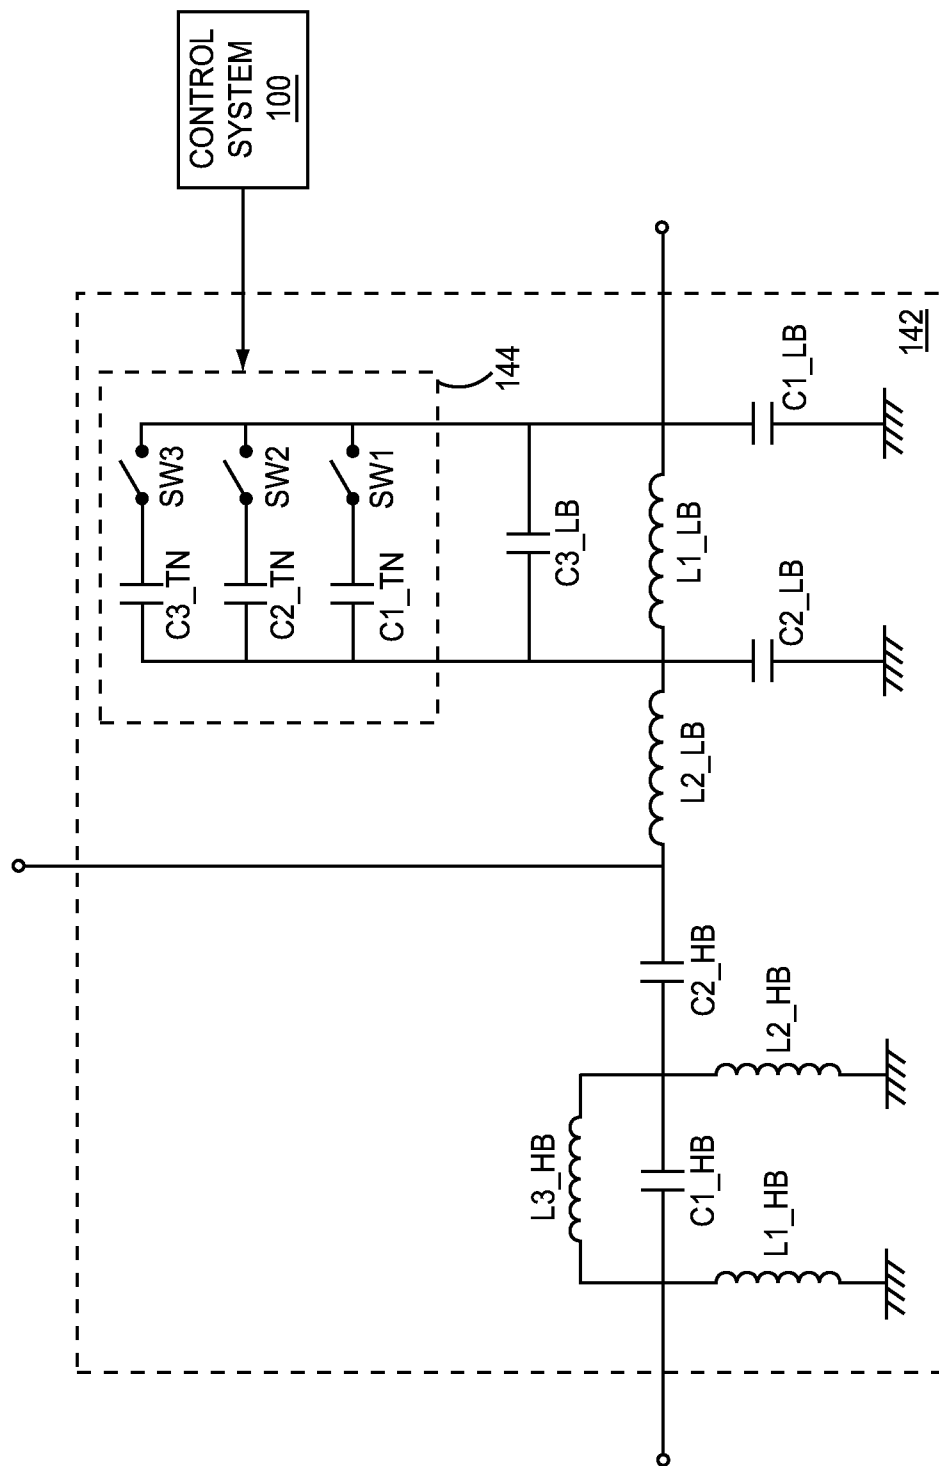 CONTROL
SYSTEM
100
142
144
SW3
C3_TN
SW2
C2_TN
SW1
C1_TN
C3_LB
C1_LB
L1_LB
C2_LB
L2_LB
C2_HB
L2_HB
L3_HB
C1_HB
L1_HB